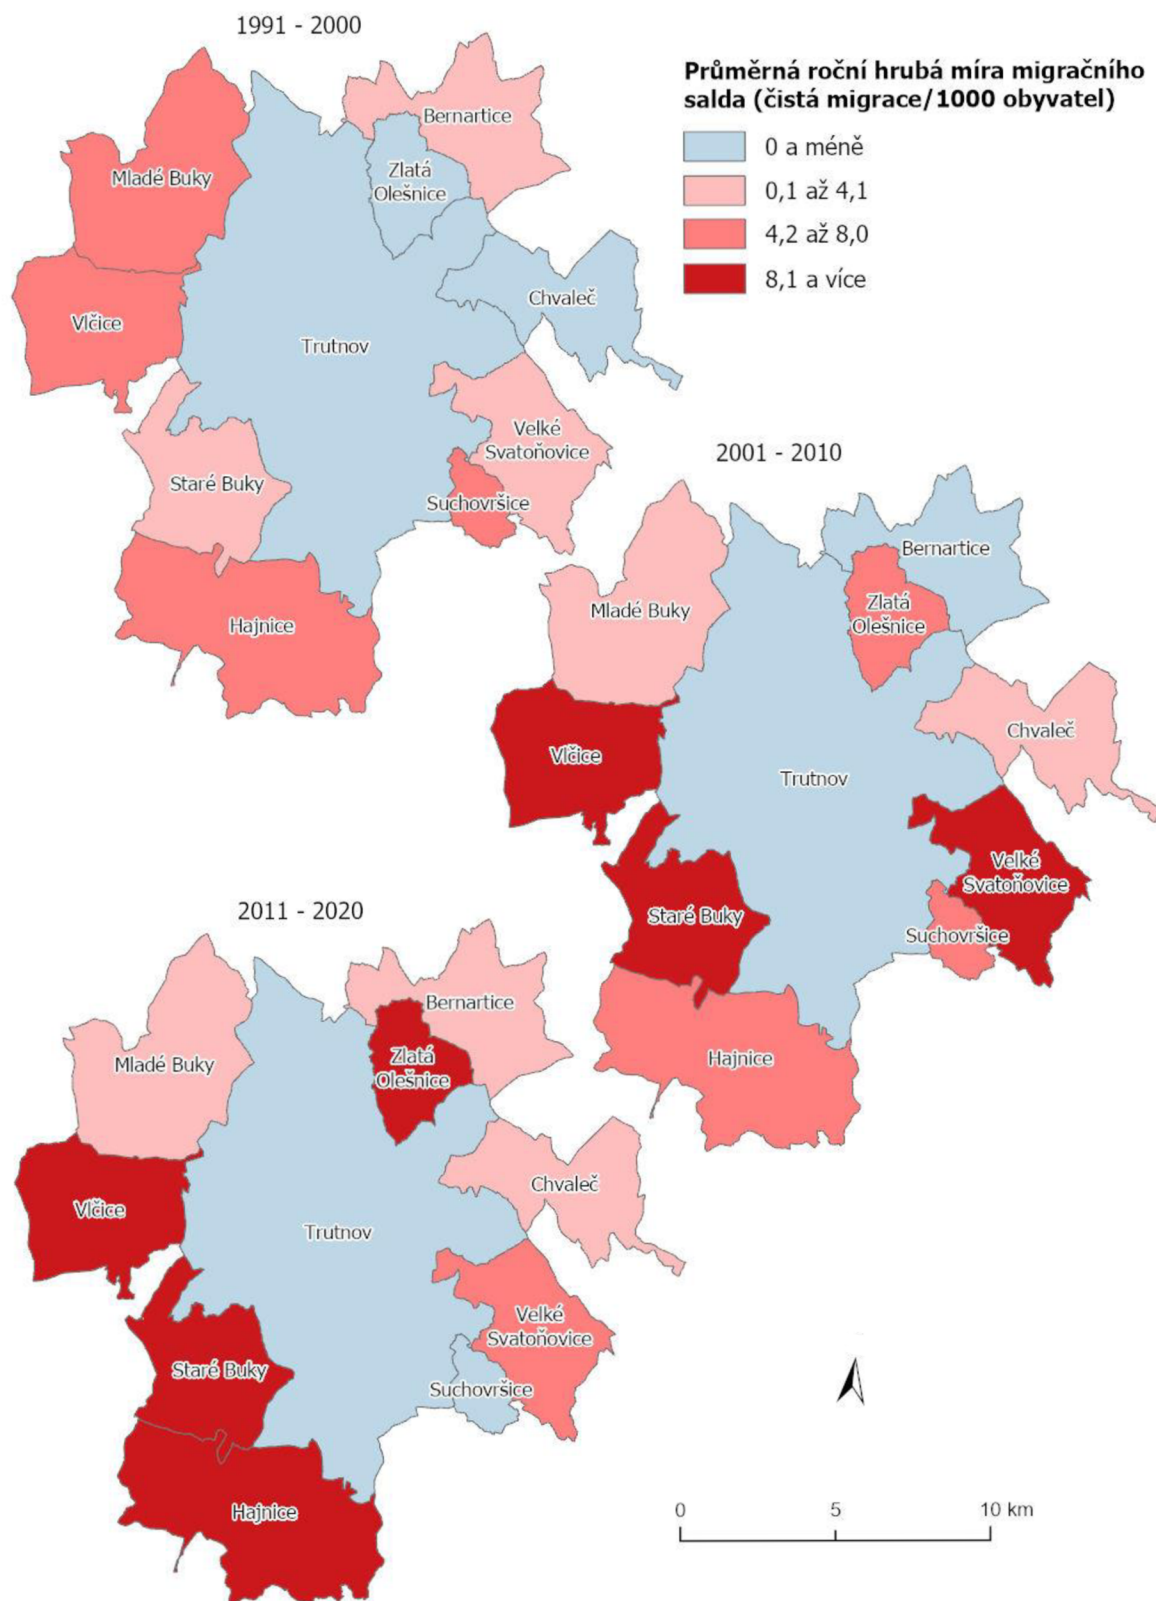 1991 - 2000
Průměrná roční hrubá míra migračního
salda (čistá migrace/1000 obyvatel)
0 a méně
0,1 až 4,1
4,2 až 8,0
8,1 a více
Bernartice
Mladé Buky
Zlatá
Olešnice
Chvaleč
Vlčice
Trutnov
Velké
Svatoňovice
Staré Buky
Suchovršice
Hajnice
2001 - 2010
Bernartice
Mladé Buky
Zlatá
Olešnice
Chvaleč
Vlčice
Trutnov
Velké
Svatoňovice
Staré Buky
Suchovršice
Hajnice
2011 - 2020
Bernartice
Mladé Buky
Zlatá
Olešnice
Chvaleč
Vlčice
Trutnov
Velké
Svatoňovice
Staré Buky
Suchovršice
Hajnice
0 5 10 km